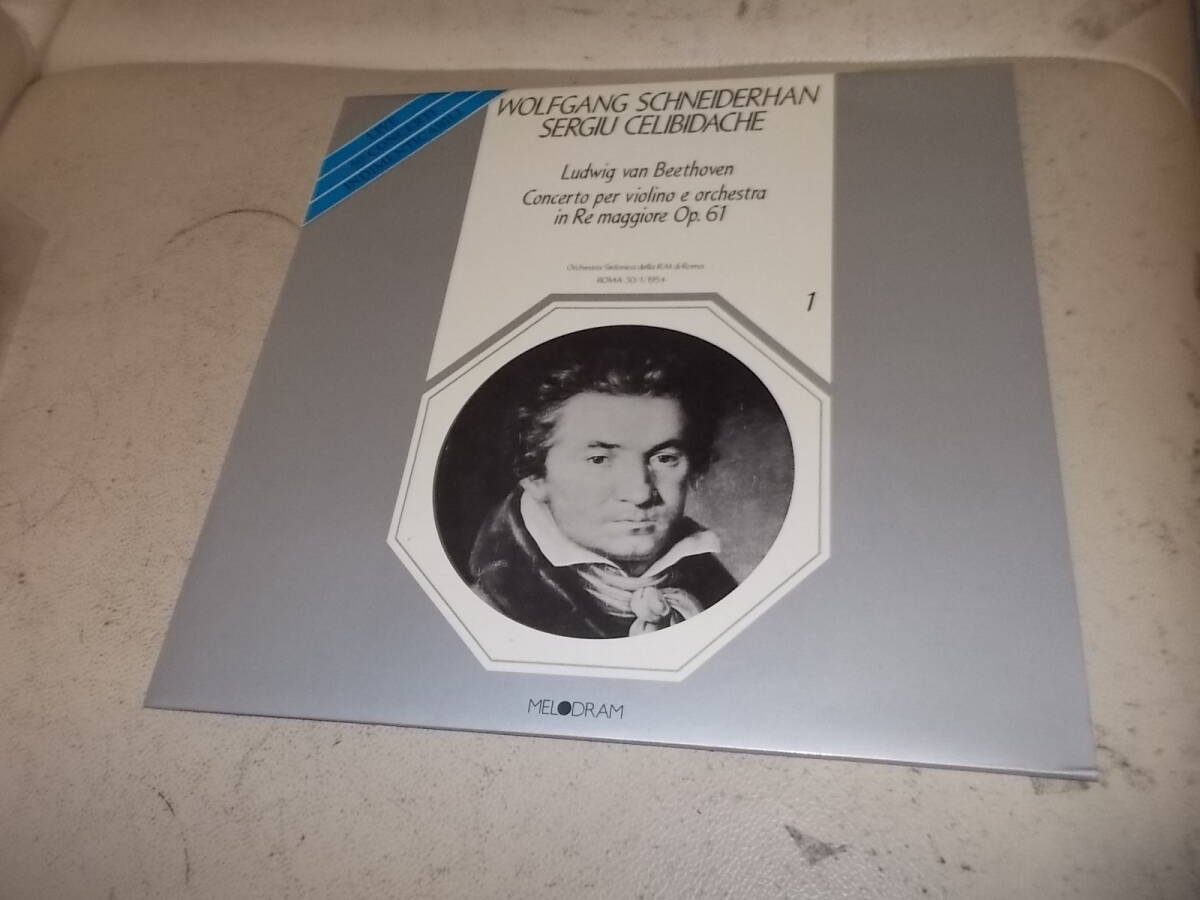 LIVE
WOLFGANG SCHNEIDERHAN
SERGIU CELIBIDACHE
Ludwig van Beethoven
Concerto per violino e orchestra
in Re maggiore Op. 61
Orchestra Sinfonica della RAI di Roma
ROMA 30/1/1954
1
MELODRAM